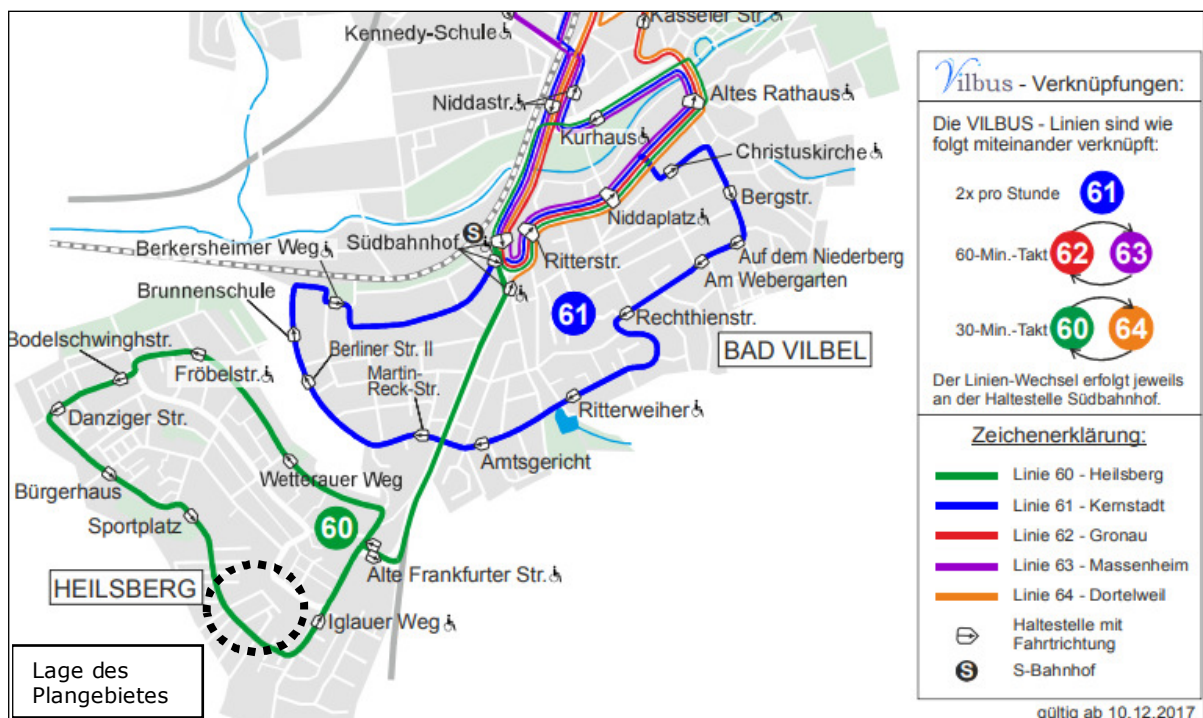 Kasseler Str.
Kennedy-Schule
Niddastr.
Altes Rathaus
Kurhaus
Christuskirche
Bergstr.
Niddaplatz
Berkersheimer Weg
S
Südbahnhof
Ritterstr.
Auf dem Niederberg
Am Webergarten
Brunnenschule
61
Rechthienstr.
BAD VILBEL
Bodelschwinghstr.
Berliner Str. II
Fröbelstr.
Martin-
Reck-Str.
Danziger Str.
Ritterweiher
Amtsgericht
Wetterauer Weg
Bürgerhaus
Sportplatz
60
Alte Frankfurter Str.
HEILSBERG
Iglauer Weg
Lage des
Plangebietes
Vilbus - Verknüpfungen:
Die VILBUS - Linien sind wie
folgt miteinander verknüpft:
2x pro Stunde 61
60-Min.-Takt 62 63
30-Min.-Takt 60 64
Der Linien-Wechsel erfolgt jeweils
an der Haltestelle Südbahnhof.
Zeichenerklärung:
Linie 60 - Heilsberg
Linie 61 - Kernstadt
Linie 62 - Gronau
Linie 63 - Massenheim
Linie 64 - Dortelweil
Haltestelle mit
Fahrtrichtung
S S-Bahnhof
gültig ab 10.12.2017